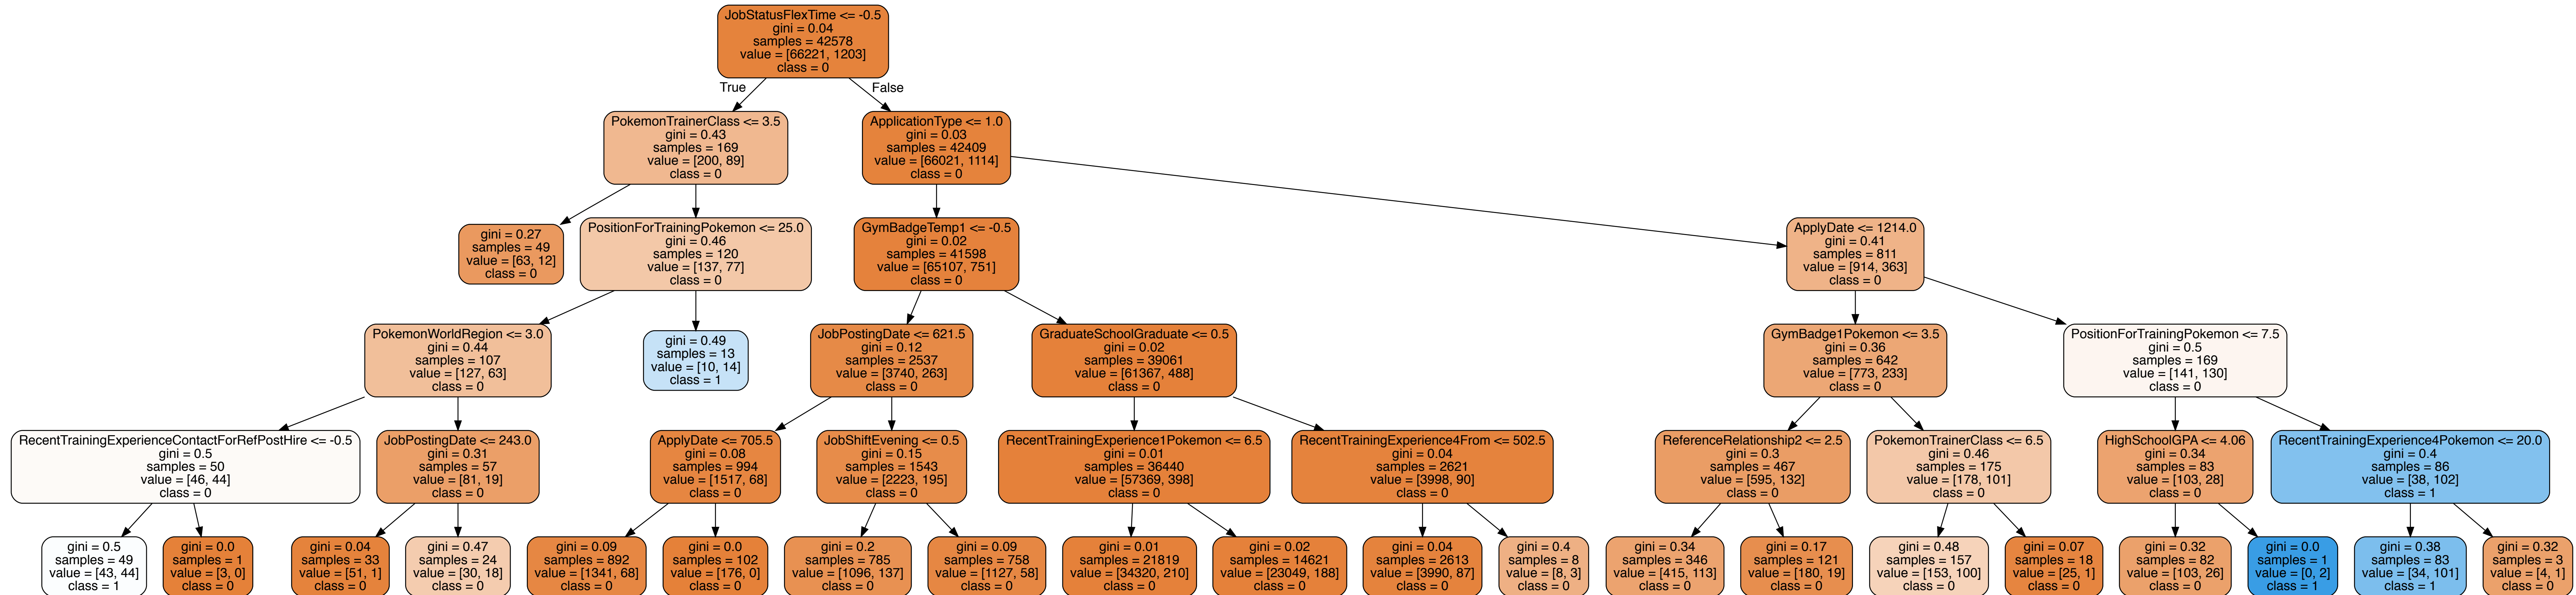 JobStatusFlexTime <= -0.5
gini = 0.04
samples = 42578
value = [66221, 1203]
class = 0
True
False
PokemonTrainerClass <= 3.5
gini = 0.43
samples = 169
value = [200, 89]
class = 0
ApplicationType <= 1.0
gini = 0.03
samples = 42409
value = [66021, 1114]
class = 0
gini = 0.27
samples = 49
value = [63, 12]
class = 0
PositionForTrainingPokemon <= 25.0
gini = 0.46
samples = 120
value = [137, 77]
class = 0
GymBadgeTemp1 <= -0.5
gini = 0.02
samples = 41598
value = [65107, 751]
class = 0
ApplyDate <= 1214.0
gini = 0.41
samples = 811
value = [914, 363]
class = 0
PokemonWorldRegion <= 3.0
gini = 0.44
samples = 107
value = [127, 63]
class = 0
gini = 0.49
samples = 13
value = [10, 14]
class = 1
JobPostingDate <= 621.5
gini = 0.12
samples = 2537
value = [3740, 263]
class = 0
GraduateSchoolGraduate <= 0.5
gini = 0.02
samples = 39061
value = [61367, 488]
class = 0
GymBadge1Pokemon <= 3.5
gini = 0.36
samples = 642
value = [773, 233]
class = 0
PositionForTrainingPokemon <= 7.5
gini = 0.5
samples = 169
value = [141, 130]
class = 0
RecentTrainingExperienceContactForRefPostHire <= -0.5
gini = 0.5
samples = 50
value = [46, 44]
class = 0
JobPostingDate <= 243.0
gini = 0.31
samples = 57
value = [81, 19]
class = 0
ApplyDate <= 705.5
gini = 0.08
samples = 994
value = [1517, 68]
class = 0
JobShiftEvening <= 0.5
gini = 0.15
samples = 1543
value = [2223, 195]
class = 0
RecentTrainingExperience1Pokemon <= 6.5
gini = 0.01
samples = 36440
value = [57369, 398]
class = 0
RecentTrainingExperience4From <= 502.5
gini = 0.04
samples = 2621
value = [3998, 90]
class = 0
ReferenceRelationship2 <= 2.5
gini = 0.3
samples = 467
value = [595, 132]
class = 0
PokemonTrainerClass <= 6.5
gini = 0.46
samples = 175
value = [178, 101]
class = 0
HighSchoolGPA <= 4.06
gini = 0.34
samples = 83
value = [103, 28]
class = 0
RecentTrainingExperience4Pokemon <= 20.0
gini = 0.4
samples = 86
value = [38, 102]
class = 1
gini = 0.5
samples = 49
value = [43, 44]
class = 1
gini = 0.0
samples = 1
value = [3, 0]
class = 0
gini = 0.04
samples = 33
value = [51, 1]
class = 0
gini = 0.47
samples = 24
value = [30, 18]
class = 0
gini = 0.09
samples = 892
value = [1341, 68]
class = 0
gini = 0.0
samples = 102
value = [176, 0]
class = 0
gini = 0.2
samples = 785
value = [1096, 137]
class = 0
gini = 0.09
samples = 758
value = [1127, 58]
class = 0
gini = 0.01
samples = 21819
value = [34320, 210]
class = 0
gini = 0.02
samples = 14621
value = [23049, 188]
class = 0
gini = 0.04
samples = 2613
value = [3990, 87]
class = 0
gini = 0.4
samples = 8
value = [8, 3]
class = 0
gini = 0.34
samples = 346
value = [415, 113]
class = 0
gini = 0.17
samples = 121
value = [180, 19]
class = 0
gini = 0.48
samples = 157
value = [153, 100]
class = 0
gini = 0.07
samples = 18
value = [25, 1]
class = 0
gini = 0.32
samples = 82
value = [103, 26]
class = 0
gini = 0.0
samples = 1
value = [0, 2]
class = 1
gini = 0.38
samples = 83
value = [34, 101]
class = 1
gini = 0.32
samples = 3
value = [4, 1]
class = 0